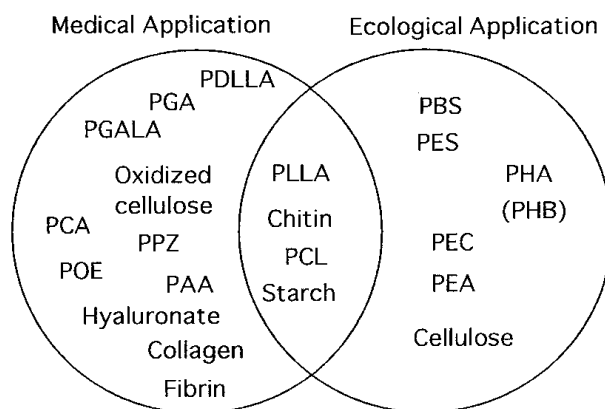 Medical Application
Ecological Application
PDLLA
PGA
PGALA
Oxidized
cellulose
PCA
PPZ
POE
PAA
Hyaluronate
Collagen
Fibrin
PLLA
Chitin
PCL
Starch
PBS
PES
PHA
(PHB)
PEC
PEA
Cellulose